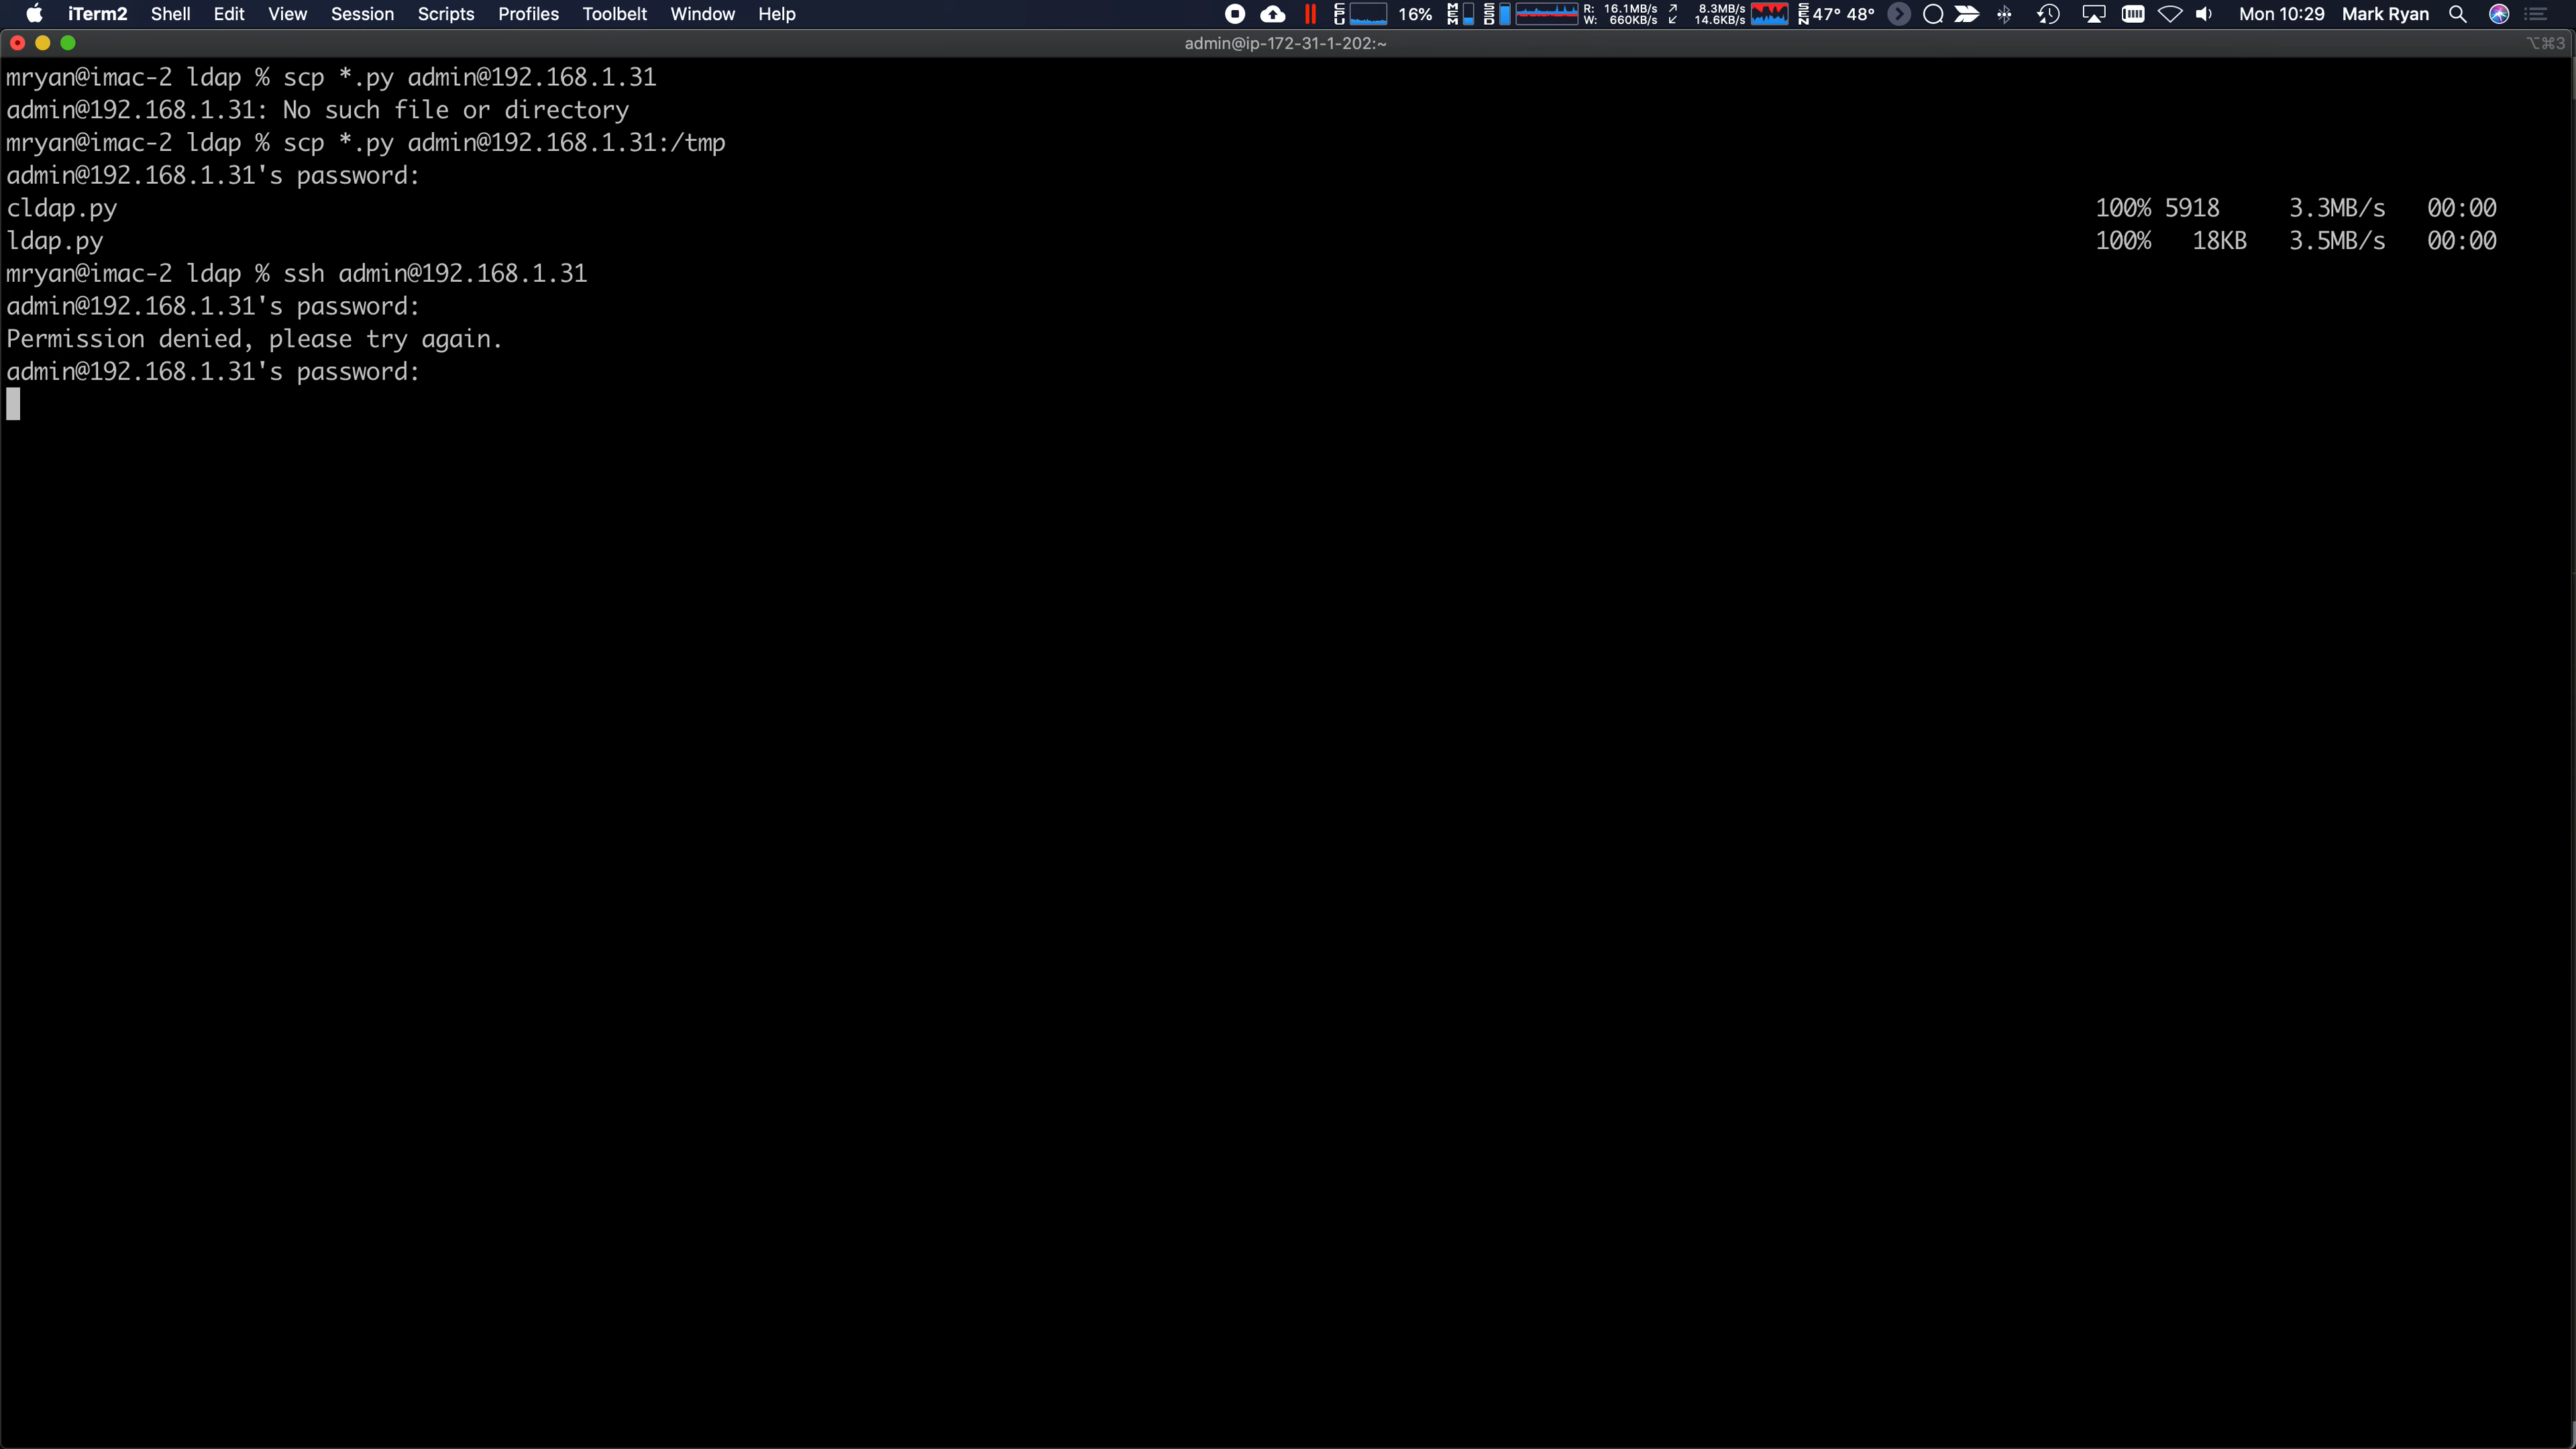 iTerm2 Shell Edit View Session Scripts Profiles Toolbelt Window Help CPU 16% MEM SSD R: 16.1MB/s W: 660KB/s 8.3MB/s 14.6KB/s SEN 47° 48° Mon 10:29 Mark Ryan
admin@ip-172-31-1-202:~ ⌥⌘3
mryan@imac-2 ldap % scp *.py admin@192.168.1.31
admin@192.168.1.31: No such file or directory
mryan@imac-2 ldap % scp *.py admin@192.168.1.31:/tmp
admin@192.168.1.31's password:
cldap.py 100% 5918 3.3MB/s 00:00
ldap.py 100% 18KB 3.5MB/s 00:00
mryan@imac-2 ldap % ssh admin@192.168.1.31
admin@192.168.1.31's password:
Permission denied, please try again.
admin@192.168.1.31's password: